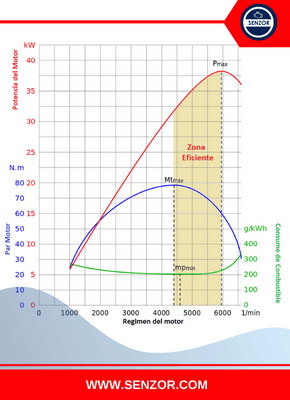 SENZOR
kW
Potencia del Motor
40
35
30
25
20
15
10
5
0
N.m
Par Motor
80
70
60
50
40
30
20
10
0
Pmax
Zona
Eficiente
Mtmax
mpmin
g/kWh
Consumo de Combustible
400
300
200
100
0
0 1000 2000 3000 4000 5000 6000 1/min
Regimen del motor
WWW.SENZOR.COM